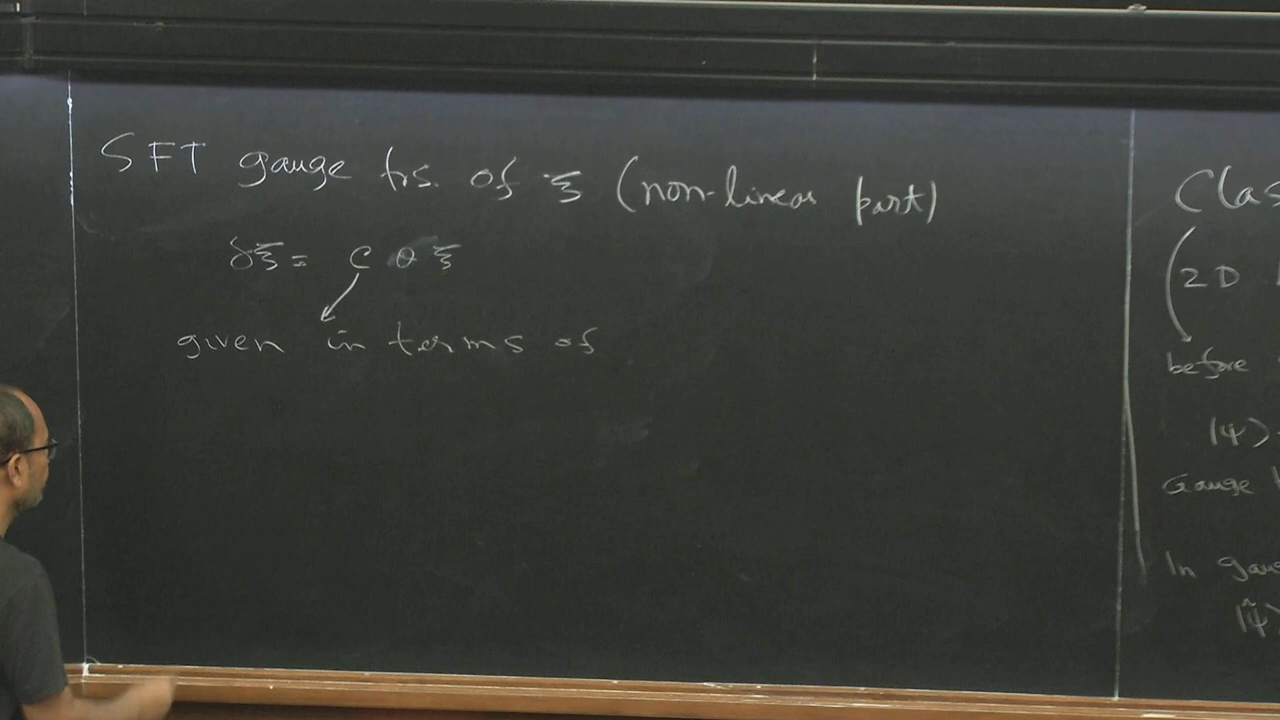 SFT gauge trs. of ξ (non-linear part)
δξ = C θ ξ
given in terms of
Clas
(2D
before
|ψ>
Gauge
In gau
|ψ̃>